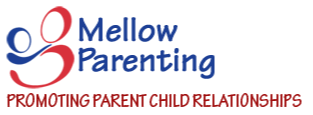 Mellow
Parenting
PROMOTING PARENT CHILD RELATIONSHIPS